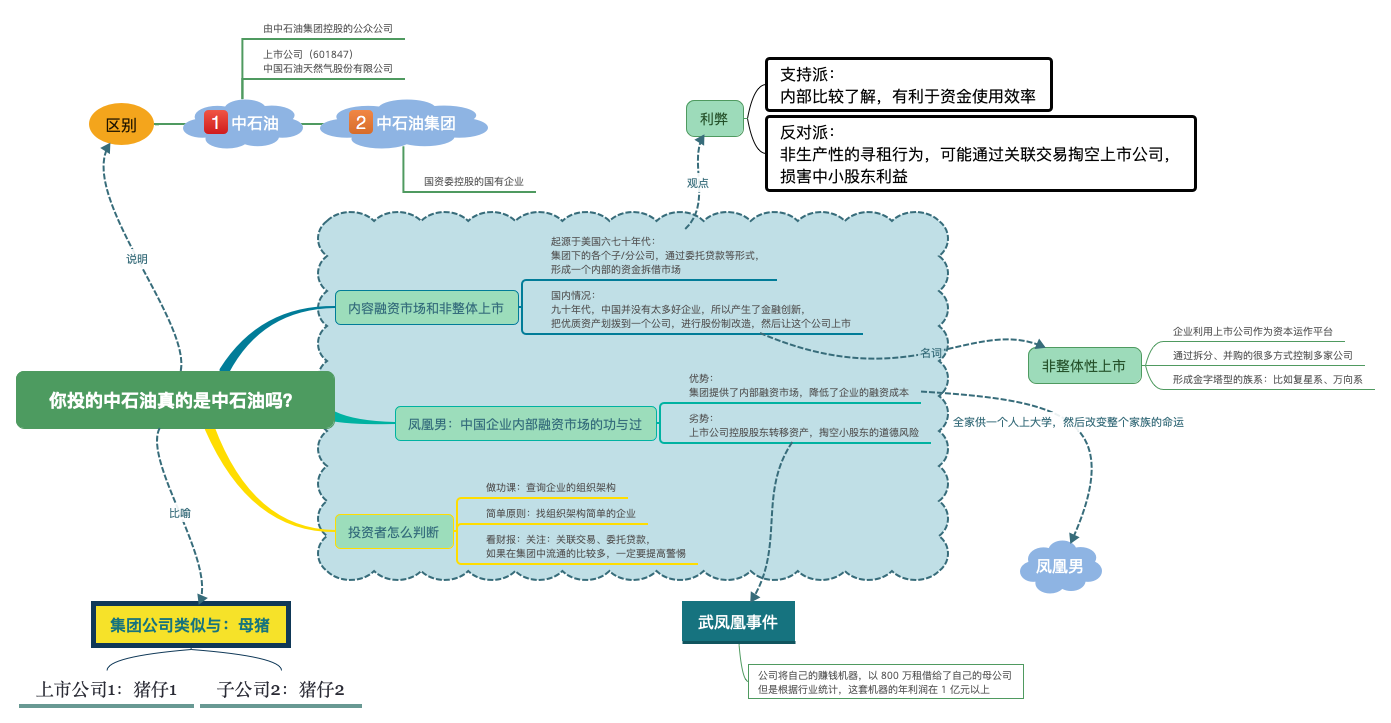 由中石油集团控股的公众公司
上市公司（601847）
中国石油天然气股份有限公司
区别
1 中石油
2 中石油集团
国资委控股的国有企业
利弊
支持派：
内部比较了解，有利于资金使用效率
反对派：
非生产性的寻租行为，可能通过关联交易掏空上市公司，
损害中小股东利益
观点
说明
起源于美国六七十年代：
集团下的各个子/分公司，通过委托贷款等形式，
形成一个内部的资金拆借市场
内容融资市场和非整体上市
国内情况：
九十年代，中国并没有太多好企业，所以产生了金融创新，
把优质资产划拨到一个公司，进行股份制改造，然后让这个公司上市
名词
非整体性上市
企业利用上市公司作为资本运作平台
通过拆分、并购的很多方式控制多家公司
形成金字塔型的族系：比如复星系、万向系
你投的中石油真的是中石油吗？
凤凰男：中国企业内部融资市场的功与过
优势：
集团提供了内部融资市场，降低了企业的融资成本
劣势：
上市公司控股股东转移资产，掏空小股东的道德风险
全家供一个人上大学，然后改变整个家族的命运
凤凰男
投资者怎么判断
做功课：查询企业的组织架构
简单原则：找组织架构简单的企业
看财报：关注：关联交易、委托贷款，
如果在集团中流通的比较多，一定要提高警惕
比喻
集团公司类似与：母猪
上市公司1：猪仔1
子公司2：猪仔2
武凤凰事件
公司将自己的赚钱机器，以 800 万租借给了自己的母公司
但是根据行业统计，这套机器的年利润在 1 亿元以上